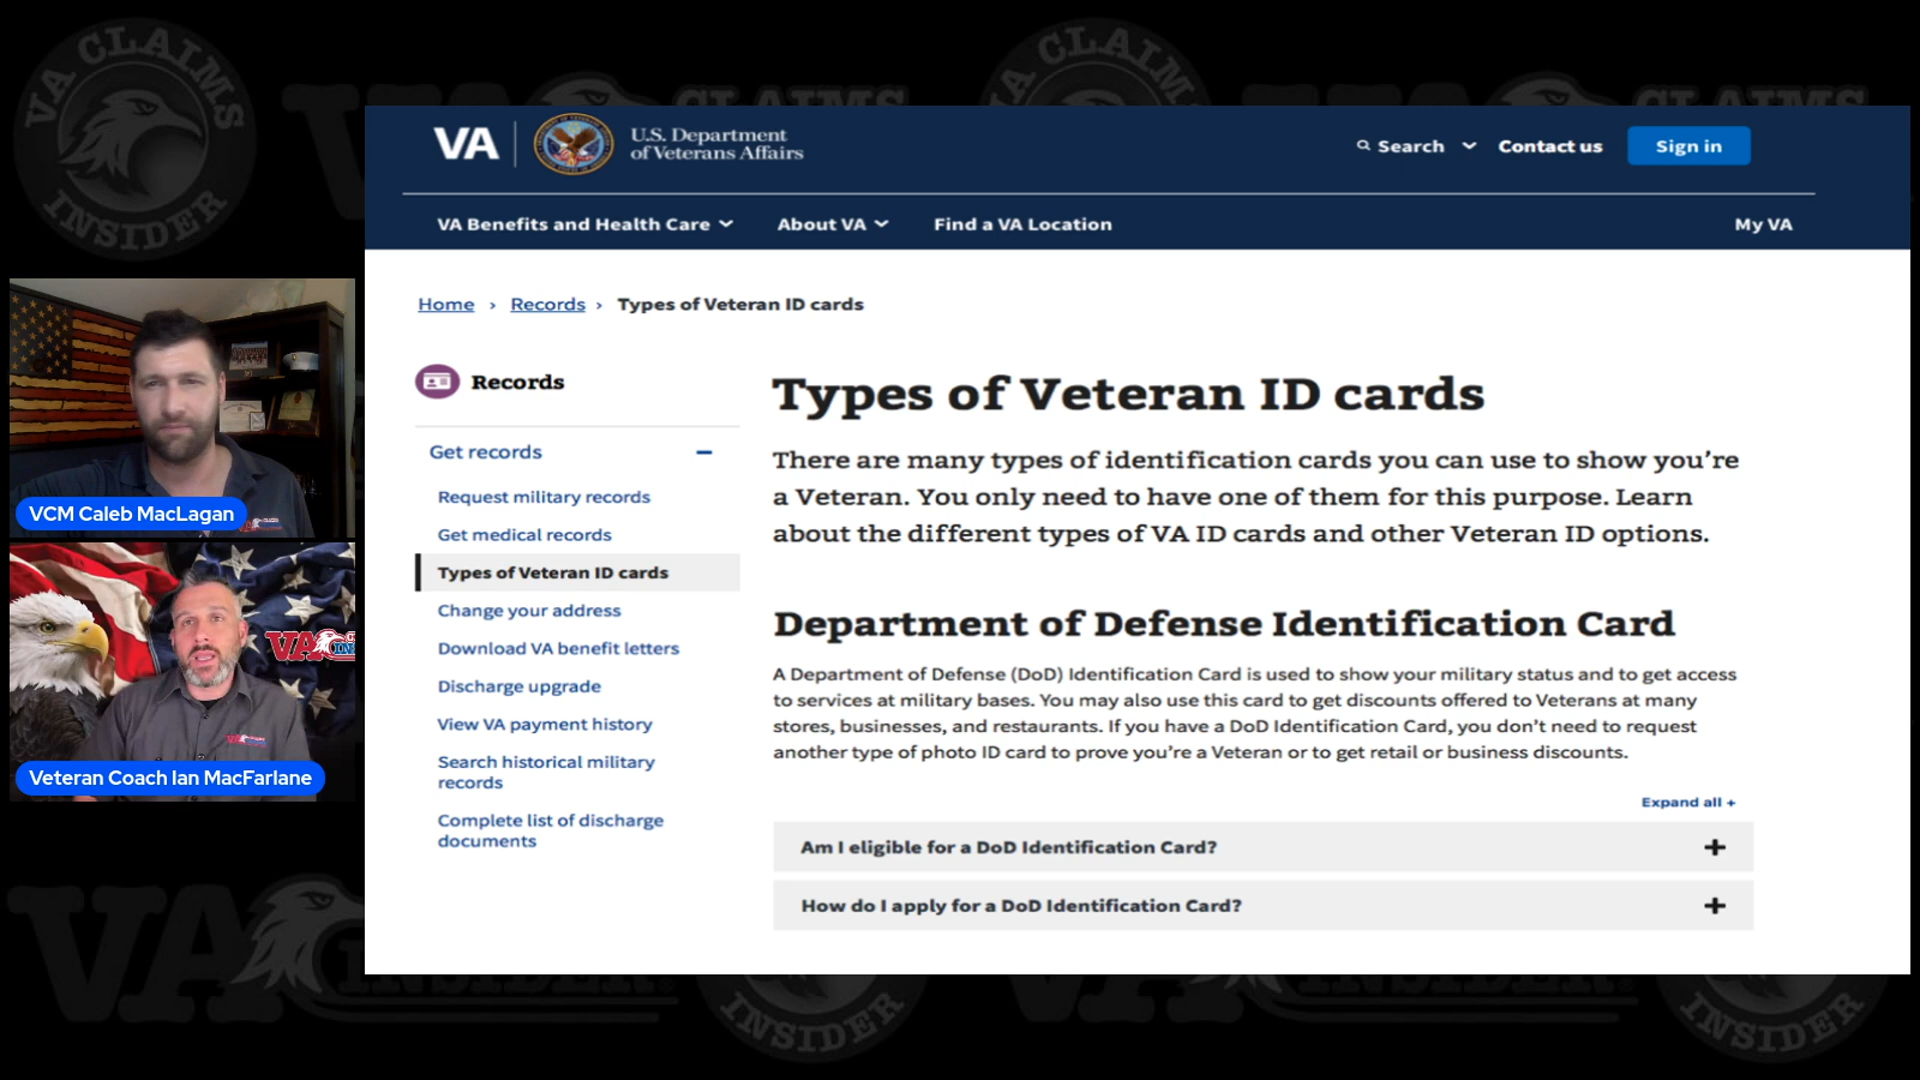 VA CLAIMS
INSIDER
VA
U.S. Department
of Veterans Affairs
Search
Contact us
Sign in
VA Benefits and Health Care
About VA
Find a VA Location
My VA
Home › Records › Types of Veteran ID cards
Records
Get records
Request military records
Get medical records
Types of Veteran ID cards
Change your address
Download VA benefit letters
Discharge upgrade
View VA payment history
Search historical military
records
Complete list of discharge
documents
Types of Veteran ID cards
There are many types of identification cards you can use to show you’re
a Veteran. You only need to have one of them for this purpose. Learn
about the different types of VA ID cards and other Veteran ID options.
Department of Defense Identification Card
A Department of Defense (DoD) Identification Card is used to show your military status and to get access
to services at military bases. You may also use this card to get discounts offered to Veterans at many
stores, businesses, and restaurants. If you have a DoD Identification Card, you don’t need to request
another type of photo ID card to prove you’re a Veteran or to get retail or business discounts.
Expand all +
Am I eligible for a DoD Identification Card? +
How do I apply for a DoD Identification Card? +
VCM Caleb MacLagan
Veteran Coach Ian MacFarlane
VA
INSIDER
INSIDER
INSIDER
INSIDER